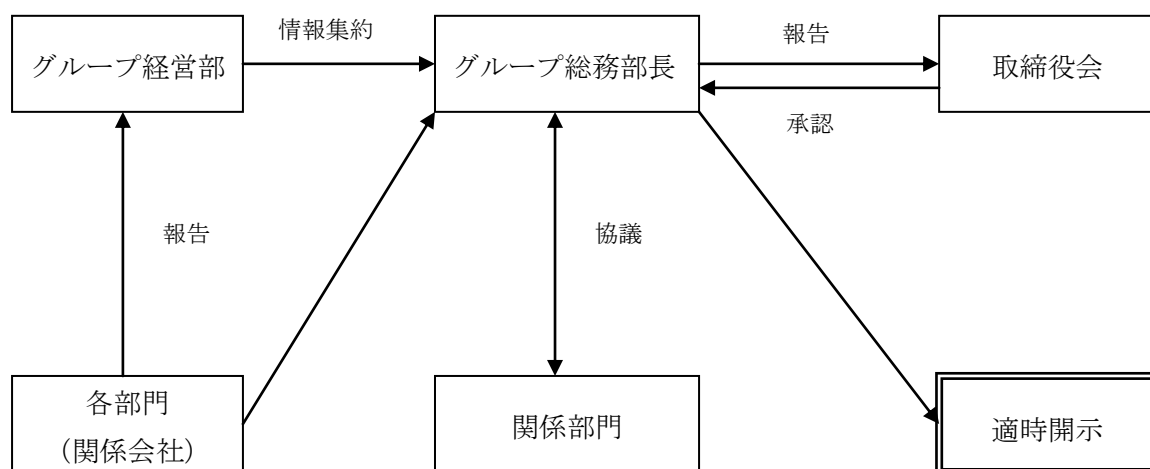 情報集約
報告
グループ経営部
グループ総務部長
取締役会
承認
報告
協議
各部門
（関係会社）
関係部門
適時開示